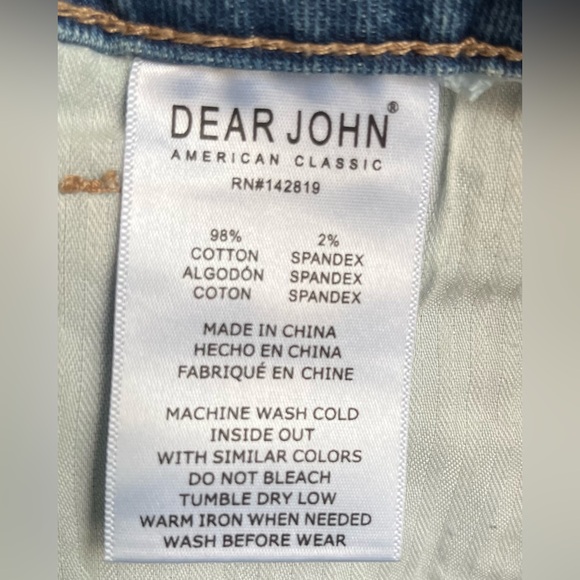 DEAR JOHN®
AMERICAN CLASSIC
RN#142819
98% 2%
COTTON SPANDEX
ALGODÓN SPANDEX
COTON SPANDEX
MADE IN CHINA
HECHO EN CHINA
FABRIQUÉ EN CHINE
MACHINE WASH COLD
INSIDE OUT
WITH SIMILAR COLORS
DO NOT BLEACH
TUMBLE DRY LOW
WARM IRON WHEN NEEDED
WASH BEFORE WEAR